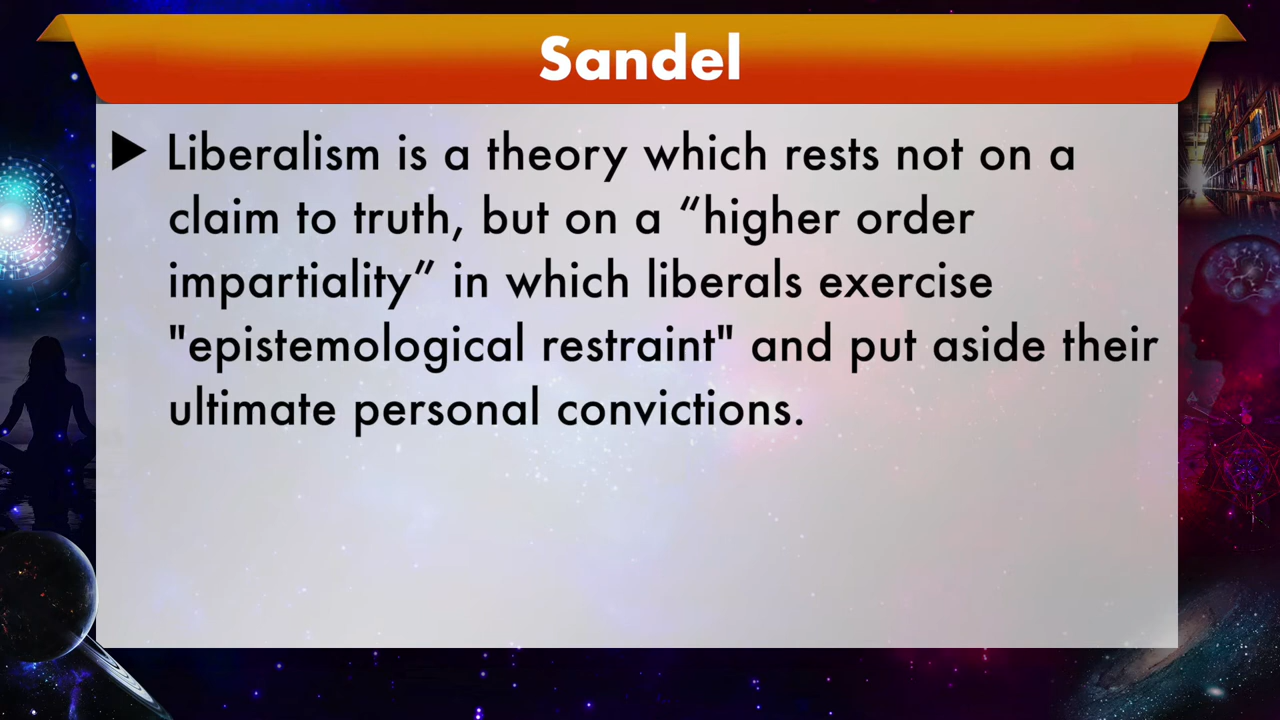 Sandel
▶ Liberalism is a theory which rests not on a
claim to truth, but on a “higher order
impartiality” in which liberals exercise
"epistemological restraint" and put aside their
ultimate personal convictions.